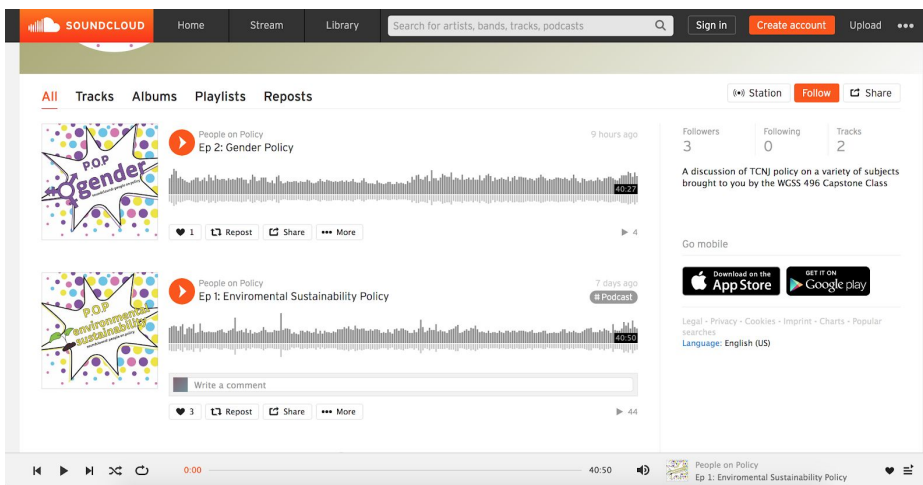 SOUNDCLOUD Home Stream Library Search for artists, bands, tracks, podcasts Sign in Create account Upload
All Tracks Albums Playlists Reposts
Station Follow Share
People on Policy
Ep 2: Gender Policy
9 hours ago
P.O.P
gender
40:27
1 Repost Share More
4
People on Policy
Ep 1: Enviromental Sustainability Policy
7 days ago
# Podcast
P.O.P
environmental
sustainability
40:50
Write a comment
3 Repost Share More
44
Followers Following Tracks
3 0 2
A discussion of TCNJ policy on a variety of subjects
brought to you by the WGSS 496 Capstone Class
Go mobile
Download on the
App Store
GET IT ON
Google play
Legal - Privacy - Cookies - Imprint - Charts - Popular
searches
Language: English (US)
0:00 40:50
People on Policy
Ep 1: Enviromental Sustainability Policy